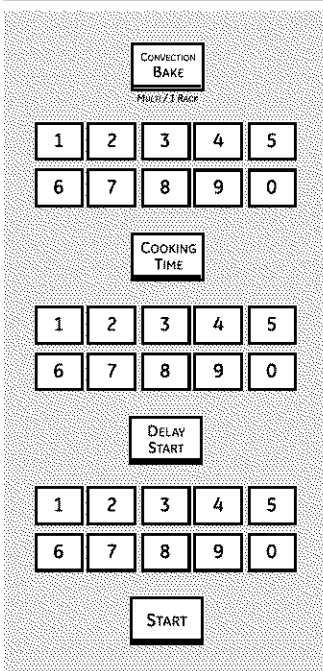 CONVECTION
BAKE
MULTI / 1 RACK
1 2 3 4 5
6 7 8 9 0
COOKING
TIME
1 2 3 4 5
6 7 8 9 0
DELAY
START
1 2 3 4 5
6 7 8 9 0
START